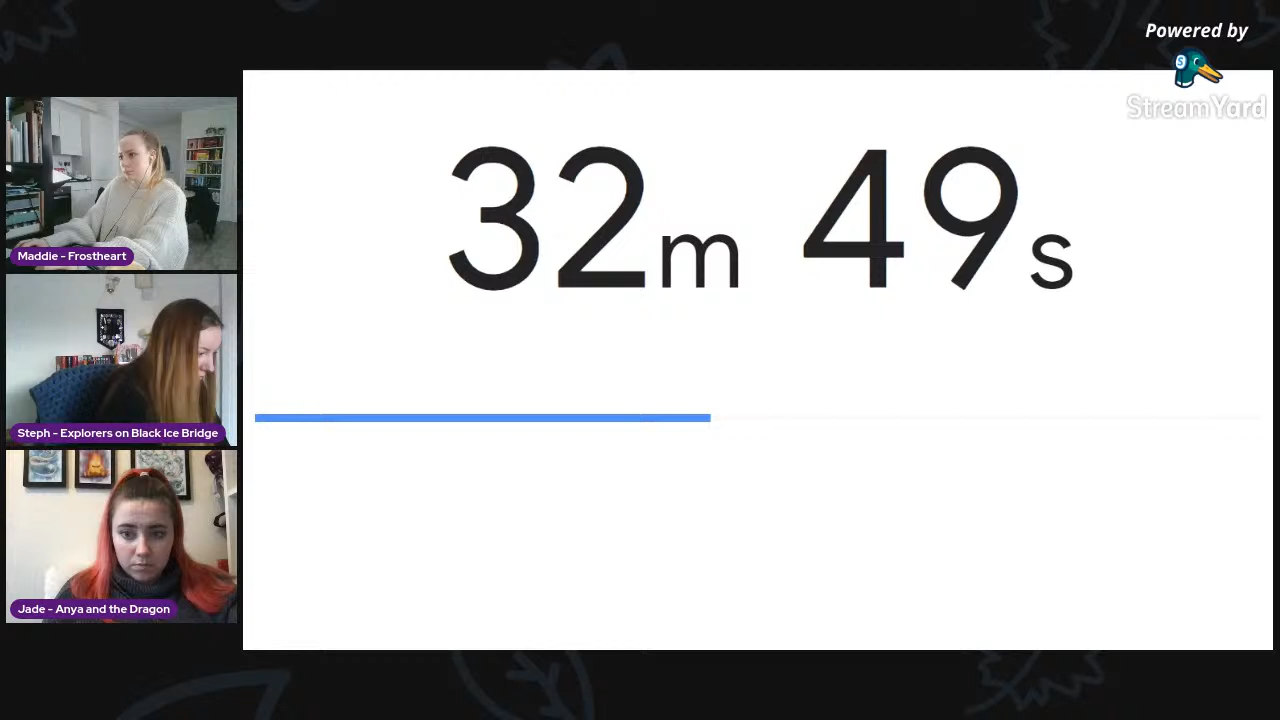 Powered by
StreamYard
32m 49s
Maddie - Frostheart
Steph - Explorers on Black Ice Bridge
Jade - Anya and the Dragon